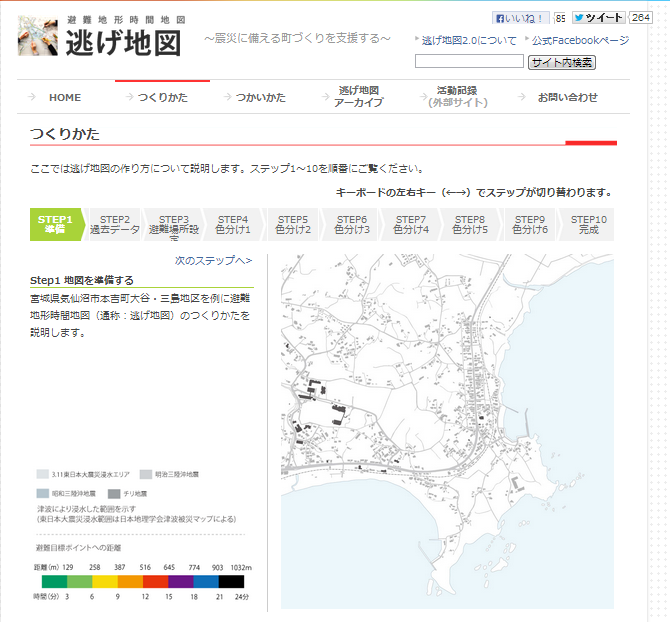 避難地形時間地図
逃げ地図
～震災に備える町づくりを支援する～
いいね！ 85 ツイート 264
逃げ地図2.0について 公式Facebookページ
サイト内検索
HOME
つくりかた
つかいかた
逃げ地図
アーカイブ
活動記録
(外部サイト)
お問い合わせ
つくりかた
ここでは逃げ地図の作り方について説明します。ステップ1～10を順番にご覧ください。
キーボードの左右キー（←→）でステップが切り替わります。
STEP1
準備
STEP2
過去データ
STEP3
避難場所設
定
STEP4
色分け1
STEP5
色分け2
STEP6
色分け3
STEP7
色分け4
STEP8
色分け5
STEP9
色分け6
STEP10
完成
次のステップへ>
Step1 地図を準備する
宮城県気仙沼市本吉町大谷・三島地区を例に避難
地形時間地図（通称：逃げ地図）のつくりかたを
説明します。
3.11東日本大震災浸水エリア 明治三陸沖地震
昭和三陸沖地震 チリ地震
津波により浸水した範囲を示す
(東日本大震災浸水範囲は日本地理学会津波被災マップによる)
避難目標ポイントへの距離
距離(m) 129 258 387 516 645 774 903 1032m
時間(分) 3 6 9 12 15 18 21 24分